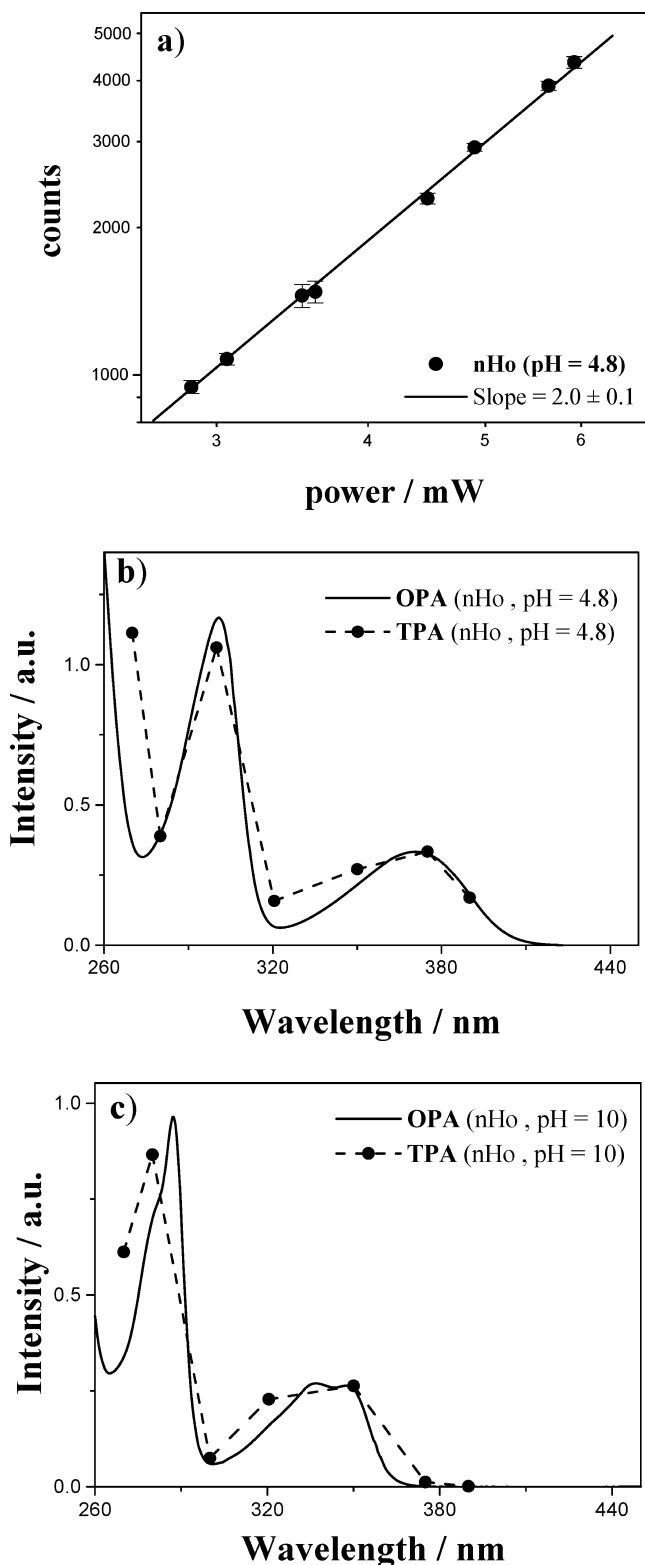 a)
5000
4000
3000
2000
1000
counts
nHo (pH = 4.8)
Slope = 2.0 ± 0.1
3
4
5
6
power / mW
b)
OPA (nHo , pH = 4.8)
TPA (nHo , pH = 4.8)
1.0
0.5
0.0
Intensity / a.u.
260
320
380
440
Wavelength / nm
c)
OPA (nHo , pH = 10)
TPA (nHo , pH = 10)
1.0
0.5
0.0
Intensity / a.u.
260
320
380
440
Wavelength / nm